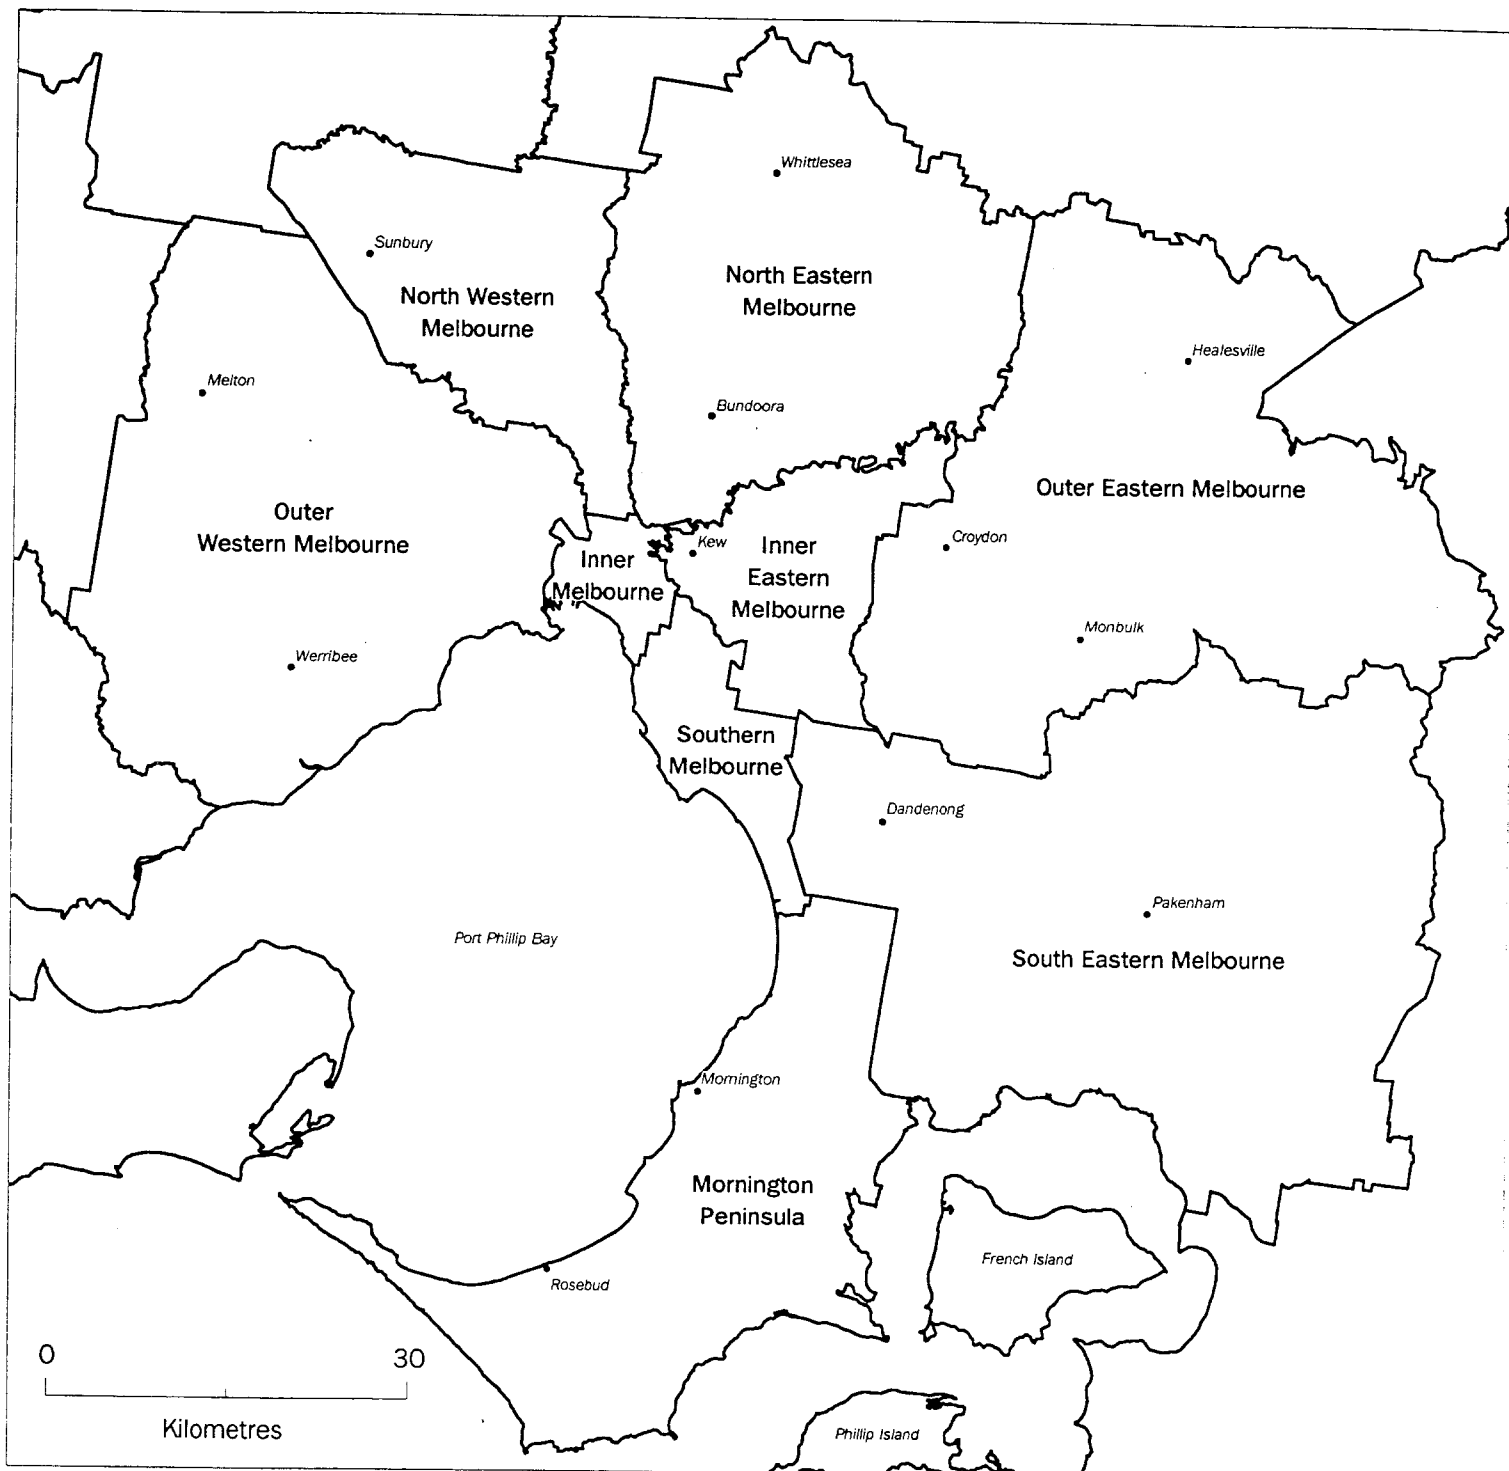 Whittlesea
Sunbury
North Eastern
Melbourne
North Western
Melbourne
Healesville
Melton
Bundoora
Outer Eastern Melbourne
Outer
Western Melbourne
Kew
Croydon
Inner
Melbourne
Inner
Eastern
Melbourne
Monbulk
Werribee
Southern
Melbourne
Dandenong
Pakenham
Port Phillip Bay
South Eastern Melbourne
Mornington
Mornington
Peninsula
French Island
Rosebud
0 30
Kilometres
Phillip Island